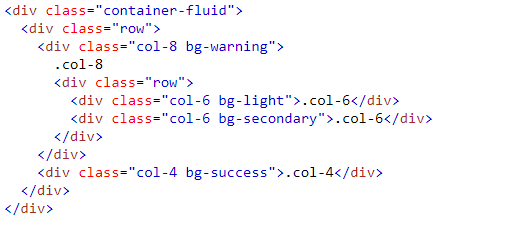 <div class="container-fluid">
  <div class="row">
    <div class="col-8 bg-warning">
      .col-8
      <div class="row">
        <div class="col-6 bg-light">.col-6</div>
        <div class="col-6 bg-secondary">.col-6</div>
      </div>
    </div>
    <div class="col-4 bg-success">.col-4</div>
  </div>
</div>